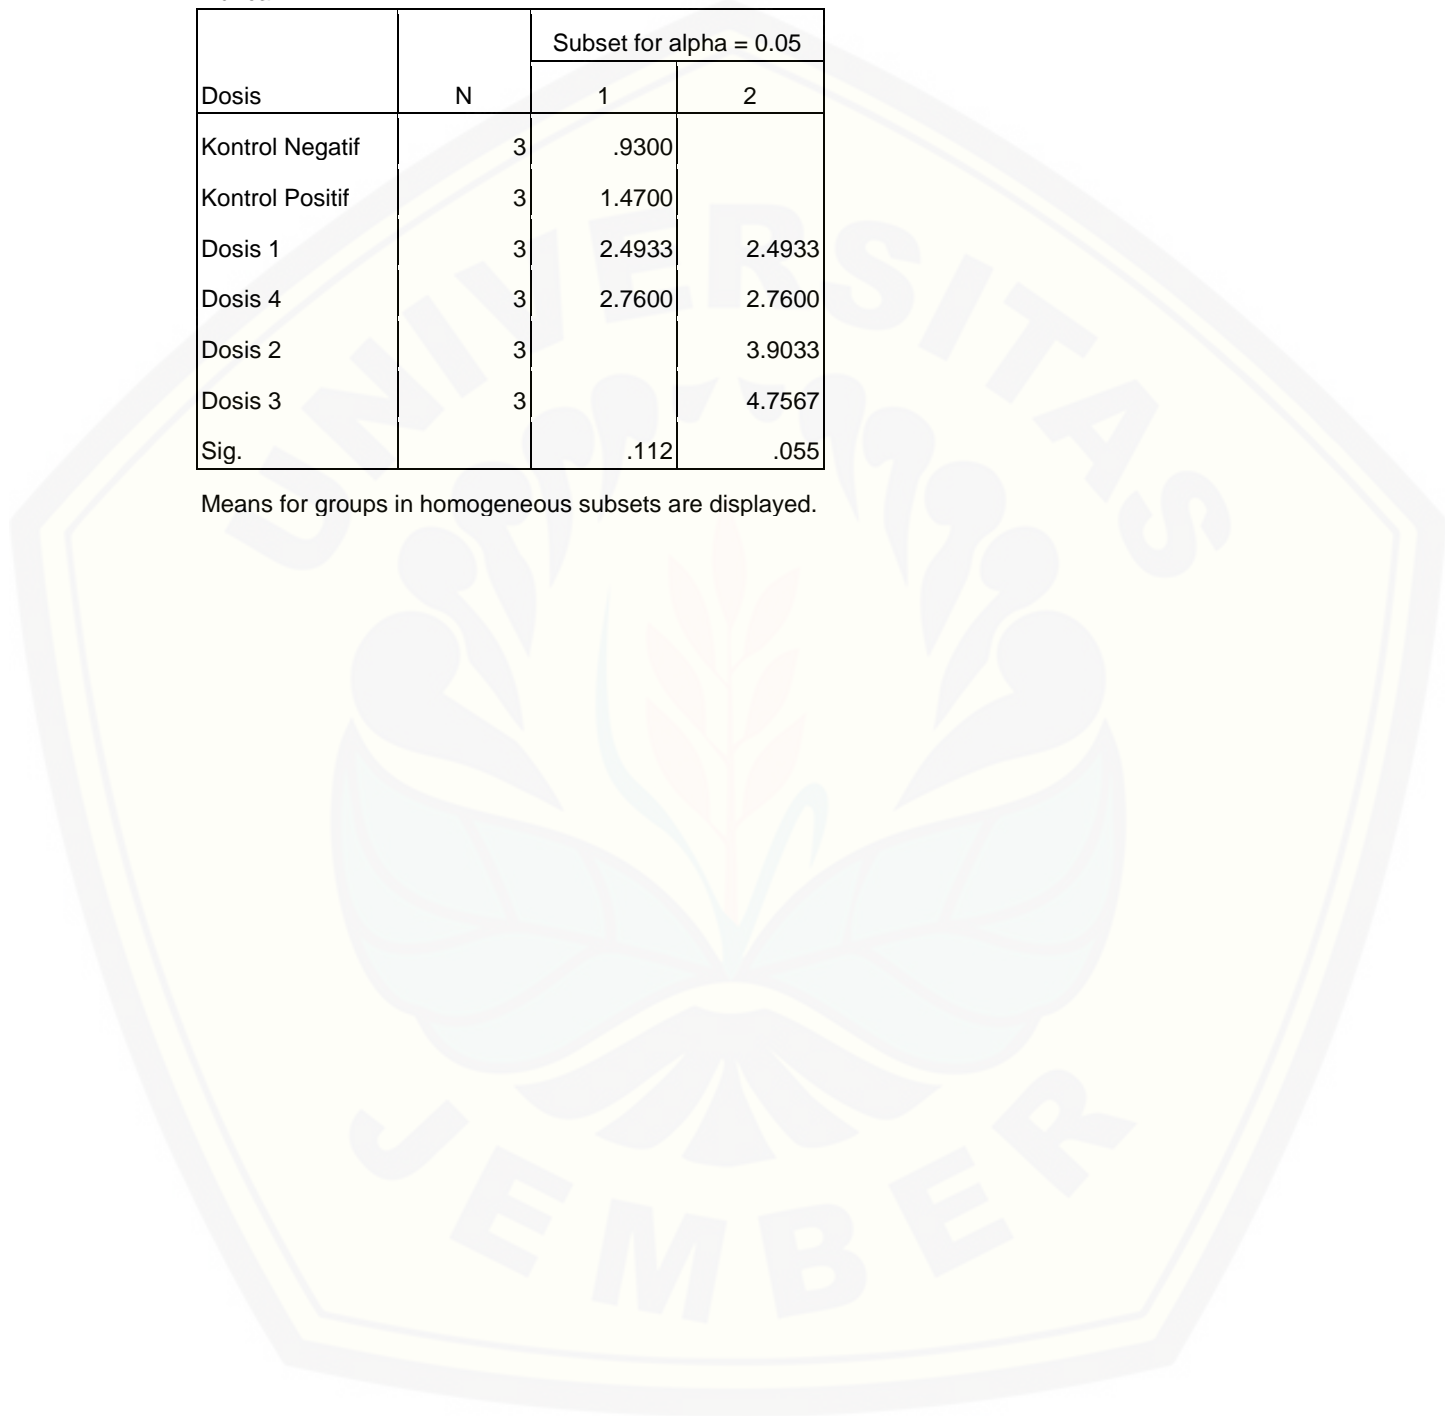 Subset for alpha = 0.05
Dosis N 1 2
Kontrol Negatif 3 .9300
Kontrol Positif 3 1.4700
Dosis 1 3 2.4933 2.4933
Dosis 4 3 2.7600 2.7600
Dosis 2 3 3.9033
Dosis 3 3 4.7567
Sig. .112 .055
Means for groups in homogeneous subsets are displayed.
UNIVERSITAS
JEMBER